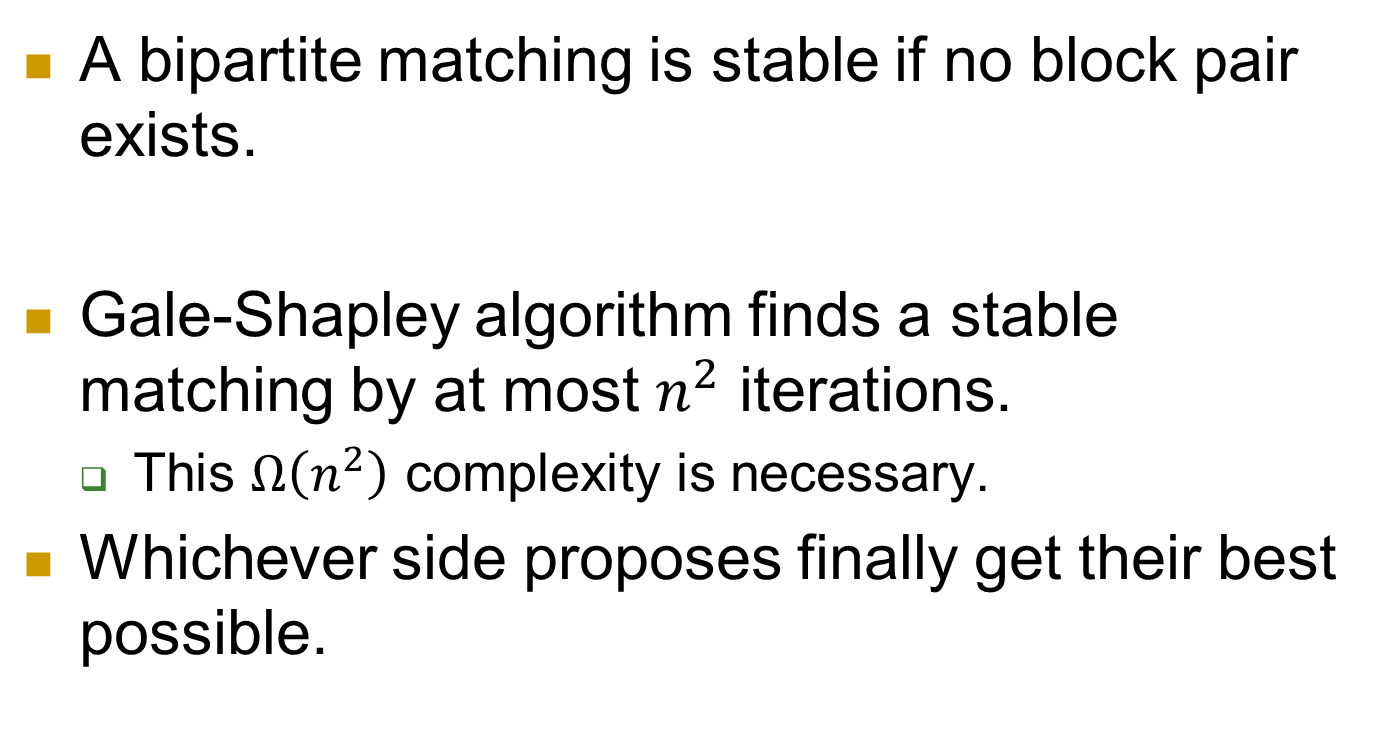 A bipartite matching is stable if no block pair
exists.
Gale-Shapley algorithm finds a stable
matching by at most 𝑛² iterations.
This Ω(𝑛²) complexity is necessary.
Whichever side proposes finally get their best
possible.